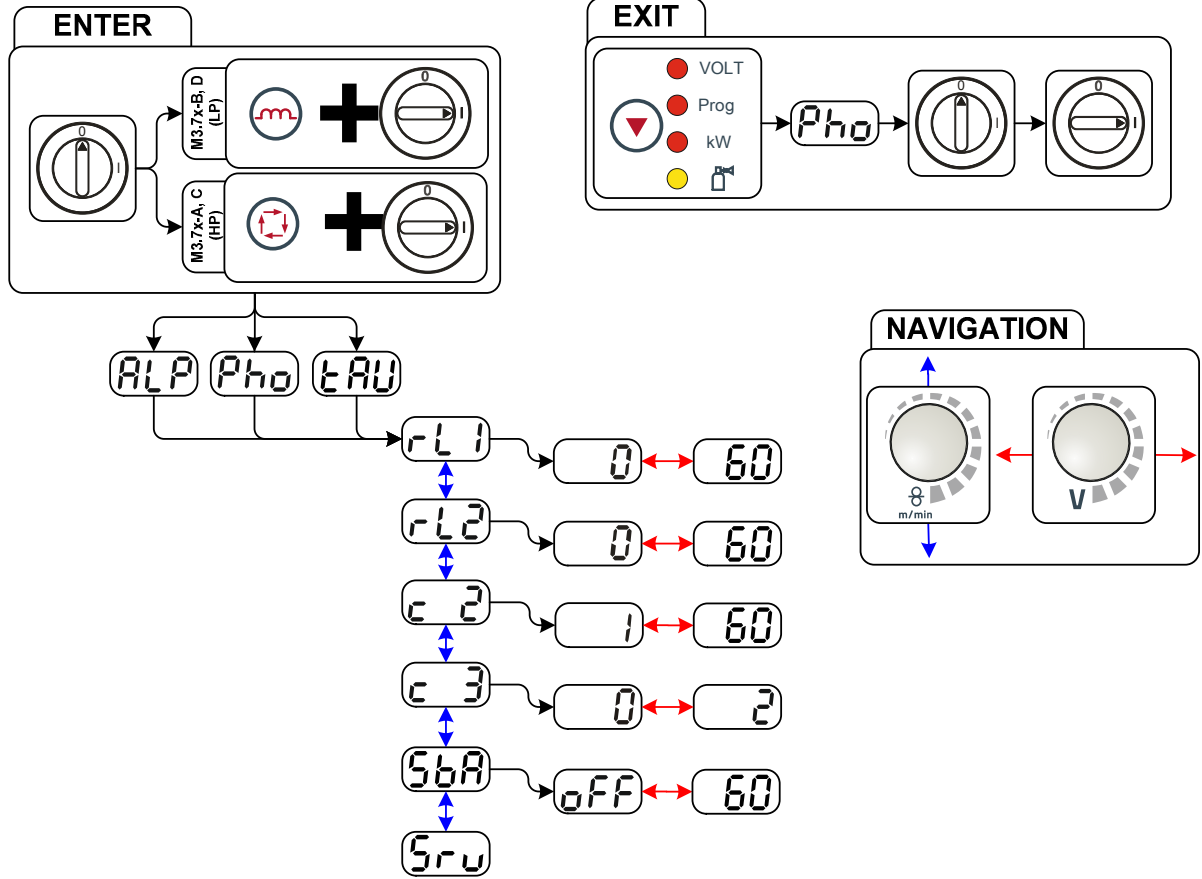 ENTER
M3.7x-B, D
(LP)
0
I
0
I
M3.7x-A, C
(HP)
0
I
EXIT
VOLT
Prog
kW
Pho
0
I
0
I
ALP Pho tAU
NAVIGATION
m/min
V
rL1 0 60
rL2 0 60
c 2 1 60
c 3 0 2
SbA oFF 60
Srv